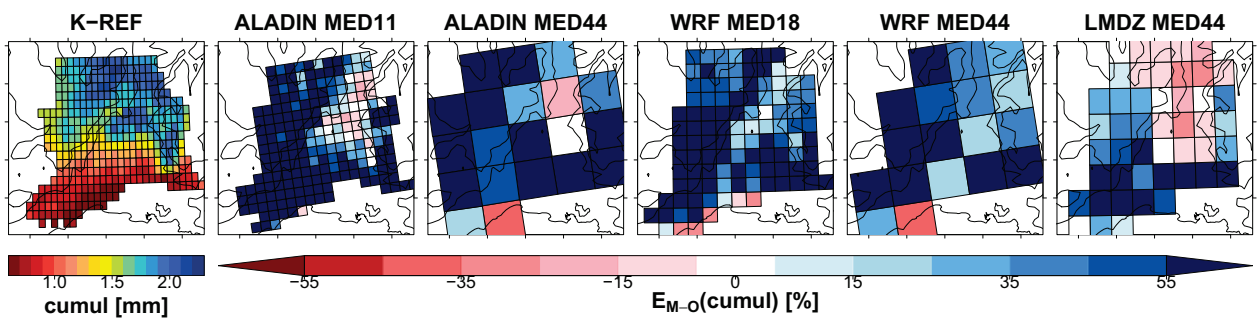 K−REF ALADIN MED11 ALADIN MED44 WRF MED18 WRF MED44 LMDZ MED44
1.0 1.5 2.0 −55 −35 −15 0 15 35 55
cumul [mm] E_M−O(cumul) [%]